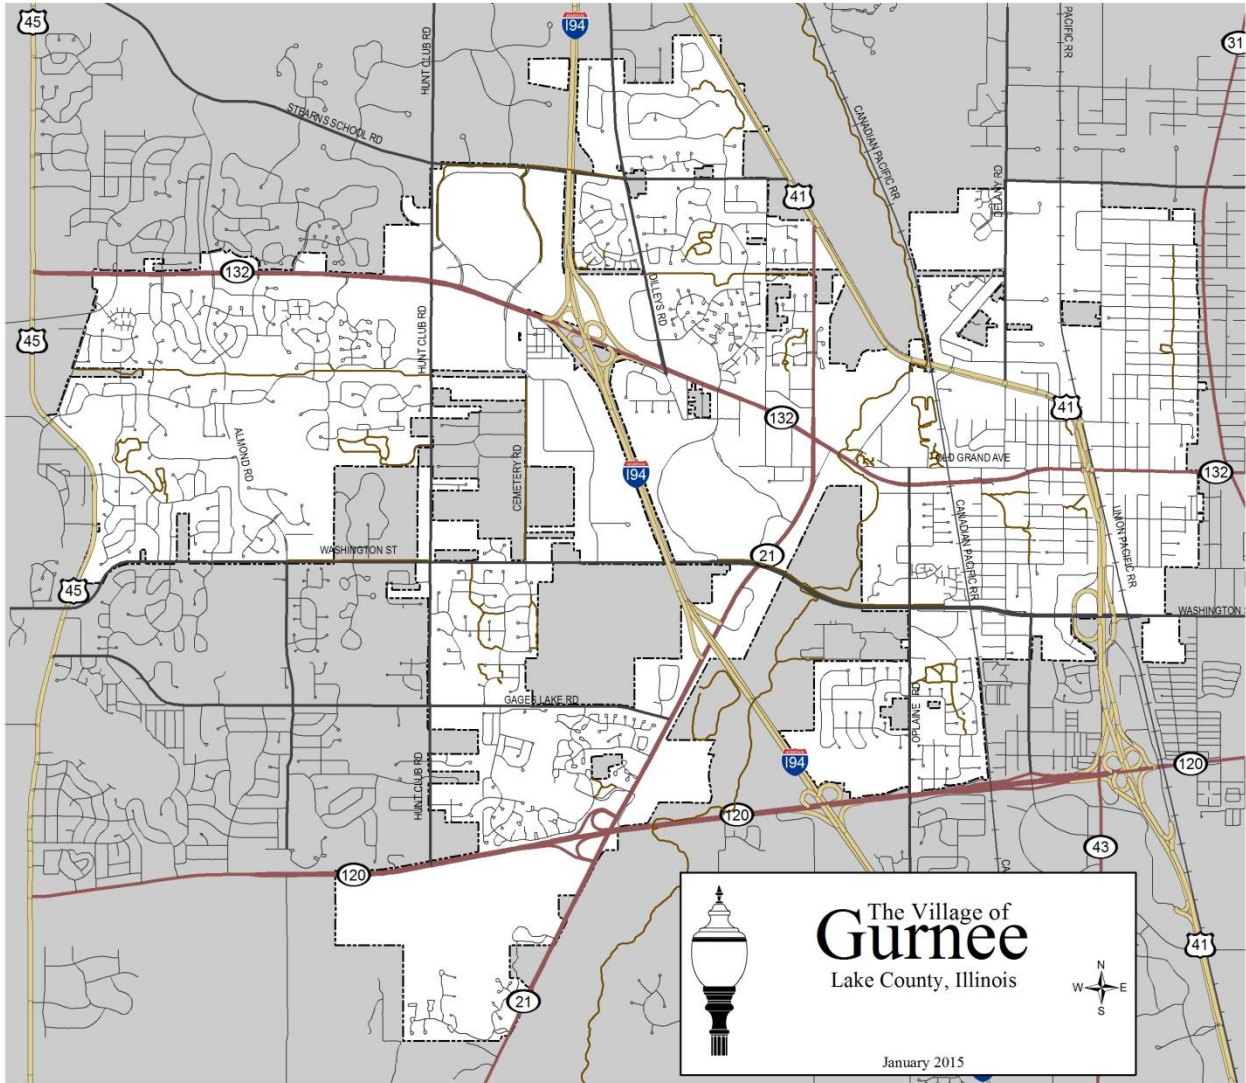 45
I94
HUNT CLUB RD
PACIFIC RR
31
STEARNS SCHOOL RD
CANADIAN PACIFIC RR
41
DELANY RD
132
DILLEYS RD
45
HUNT CLUB RD
41
132
ALMOND RD
CEMETERY RD
I94
OLD GRAND AVE
132
CANADIAN PACIFIC RR
UNION PACIFIC RR
WASHINGTON ST
21
45
WASHINGTON
GAGES LAKE RD
OPLAINE RD
HUNT CLUB RD
I94
120
120
43
120
CA
The Village of
Gurnee
Lake County, Illinois
N
W E
S
January 2015
41
21